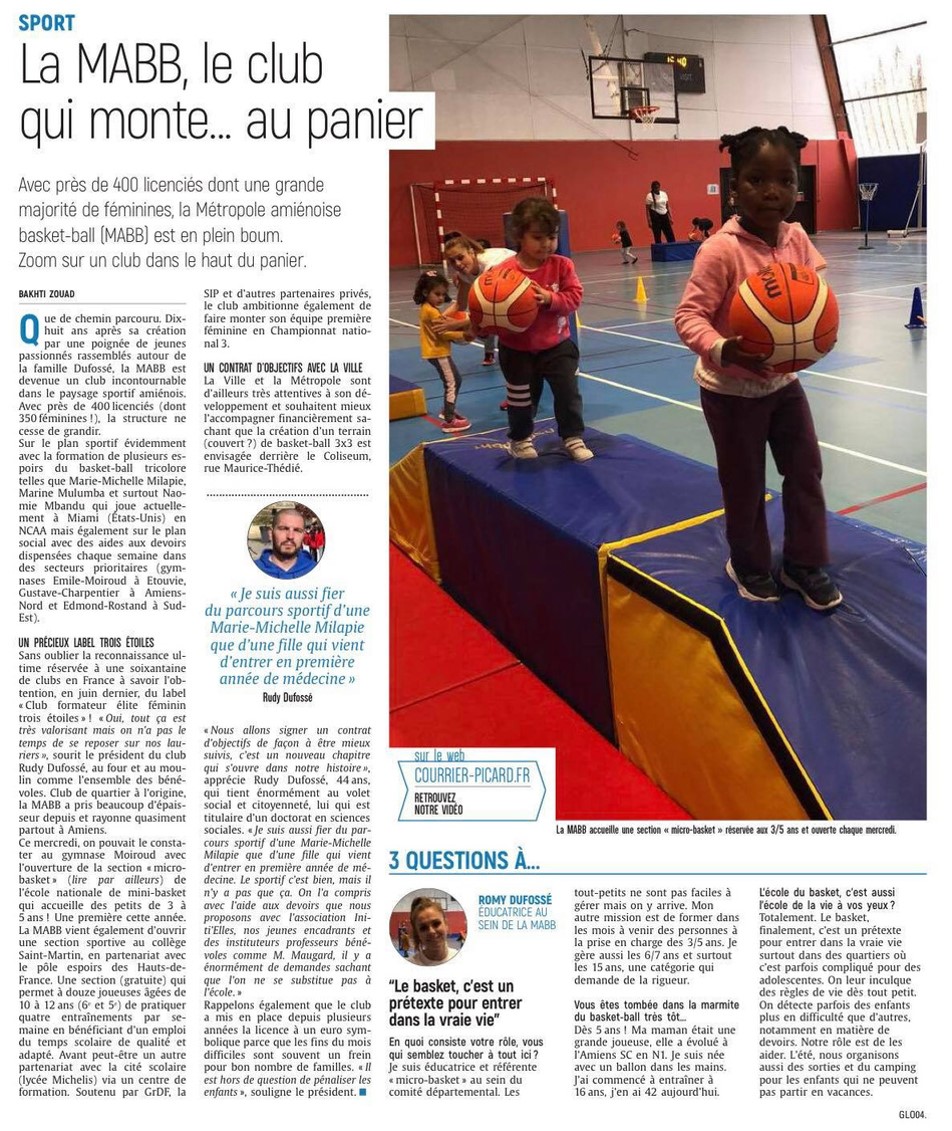 SPORT
La MABB, le club
qui monte... au panier
Avec près de 400 licenciés dont une grande
majorité de féminines, la Métropole amiénoise
basket-ball (MABB) est en plein boum.
Zoom sur un club dans le haut du panier.
BAKHTI ZOUAD
Que de chemin parcouru. Dix-
huit ans après sa création
par une poignée de jeunes
passionnés rassemblés autour de
la famille Dufossé, la MABB est
devenue un club incontournable
dans le paysage sportif amiénois.
Avec près de 400 licenciés (dont
350 féminines !), la structure ne
cesse de grandir.
Sur le plan sportif évidemment
avec la formation de plusieurs es-
poirs du basket-ball tricolore
telles que Marie-Michelle Milapie,
Marine Mulumba et surtout Nao-
mie Mbandu qui joue actuelle-
ment à Miami (États-Unis) en
NCAA mais également sur le plan
social avec des aides aux devoirs
dispensées chaque semaine dans
des secteurs prioritaires (gym-
nases Emile-Moiroud à Etouvie,
Gustave-Charpentier à Amiens-
Nord et Edmond-Rostand à Sud-
Est).
UN PRÉCIEUX LABEL TROIS ÉTOILES
Sans oublier la reconnaissance ul-
time réservée à une soixantaine
de clubs en France à savoir l'ob-
tention, en juin dernier, du label
« Club formateur élite féminin
trois étoiles » ! « Oui, tout ça est
très valorisant mais on n'a pas le
temps de se reposer sur nos lau-
riers », sourit le président du club
Rudy Dufossé, au four et au mou-
lin comme l'ensemble des béné-
voles. Club de quartier à l'origine,
la MABB a pris beaucoup d'épais-
seur depuis et rayonne quasiment
partout à Amiens.
Ce mercredi, on pouvait le consta-
ter au gymnase Moiroud avec
l'ouverture de la section « micro-
basket » (lire par ailleurs) de
l'école nationale de mini-basket
qui accueille des petits de 3 à
5 ans ! Une première cette année.
La MABB vient également d'ouvrir
une section sportive au collège
Saint-Martin, en partenariat avec
le pôle espoirs des Hauts-de-
France. Une section (gratuite) qui
permet à douze joueuses âgées de
10 à 12 ans (6e et 5e) de pratiquer
quatre entraînements par se-
maine en bénéficiant d'un emploi
du temps scolaire de qualité et
adapté. Avant peut-être un autre
partenariat avec la cité scolaire
(lycée Michelis) via un centre de
formation. Soutenu par GrDF, la
SIP et d'autres partenaires privés,
le club ambitionne également de
faire monter son équipe première
féminine en Championnat natio-
nal 3.
UN CONTRAT D'OBJECTIFS AVEC LA VILLE
La Ville et la Métropole sont
d'ailleurs très attentives à son dé-
veloppement et souhaitent mieux
l'accompagner financièrement sa-
chant que la création d'un terrain
(couvert ?) de basket-ball 3x3 est
envisagée derrière le Coliseum,
rue Maurice-Thédié.
« Je suis aussi fier
du parcours sportif d'une
Marie-Michelle Milapie
que d'une fille qui vient
d'entrer en première
année de médecine »
Rudy Dufossé
« Nous allons signer un contrat
d'objectifs de façon à être mieux
suivis, c'est un nouveau chapitre
qui s'ouvre dans notre histoire »,
apprécie Rudy Dufossé, 44 ans,
qui tient énormément au volet
social et citoyenneté, lui qui est
titulaire d'un doctorat en sciences
sociales. « Je suis aussi fier du par-
cours sportif d'une Marie-Michelle
Milapie que d'une fille qui vient
d'entrer en première année de mé-
decine. Le sportif c'est bien, mais il
n'y a pas que ça. On l'a compris
avec l'aide aux devoirs que nous
proposons avec l'association Ini-
ti'Elles, nos jeunes encadrants et
des instituteurs professeurs béné-
voles comme M. Maugard, il y a
énormément de demandes sachant
que l'on ne se substitue pas à
l'école. »
Rappelons également que le club
a mis en place depuis plusieurs
années la licence à un euro sym-
bolique parce que les fins du mois
difficiles sont souvent un frein
pour bon nombre de familles. « Il
est hors de question de pénaliser les
enfants », souligne le président.
sur le web
COURRIER-PICARD.FR
RETROUVEZ
NOTRE VIDÉO
La MABB accueille une section « micro-basket » réservée aux 3/5 ans et ouverte chaque mercredi.
3 QUESTIONS À...
ROMY DUFOSSÉ
ÉDUCATRICE AU
SEIN DE LA MABB
"Le basket, c'est un
prétexte pour entrer
dans la vraie vie"
En quoi consiste votre rôle, vous
qui semblez toucher à tout ici ?
Je suis éducatrice et référente
« micro-basket » au sein du
comité départemental. Les
tout-petits ne sont pas faciles à
gérer mais on y arrive. Mon
autre mission est de former dans
les mois à venir des personnes à
la prise en charge des 3/5 ans. Je
gère aussi les 6/7 ans et surtout
les 15 ans, une catégorie qui
demande de la rigueur.
Vous êtes tombée dans la marmite
du basket-ball très tôt...
Dès 5 ans ! Ma maman était une
grande joueuse, elle a évolué à
l'Amiens SC en N1. Je suis née
avec un ballon dans les mains.
J'ai commencé à entraîner à
16 ans, j'en ai 42 aujourd'hui.
L'école du basket, c'est aussi
l'école de la vie à vos yeux ?
Totalement. Le basket,
finalement, c'est un prétexte
pour entrer dans la vraie vie
surtout dans des quartiers où
c'est parfois compliqué pour des
adolescentes. On leur inculque
des règles de vie dès tout petit.
On détecte parfois des enfants
plus en difficulté que d'autres,
notamment en matière de
devoirs. Notre rôle est de les
aider. L'été, nous organisons
aussi des sorties et du camping
pour les enfants qui ne peuvent
pas partir en vacances.
GLO04.